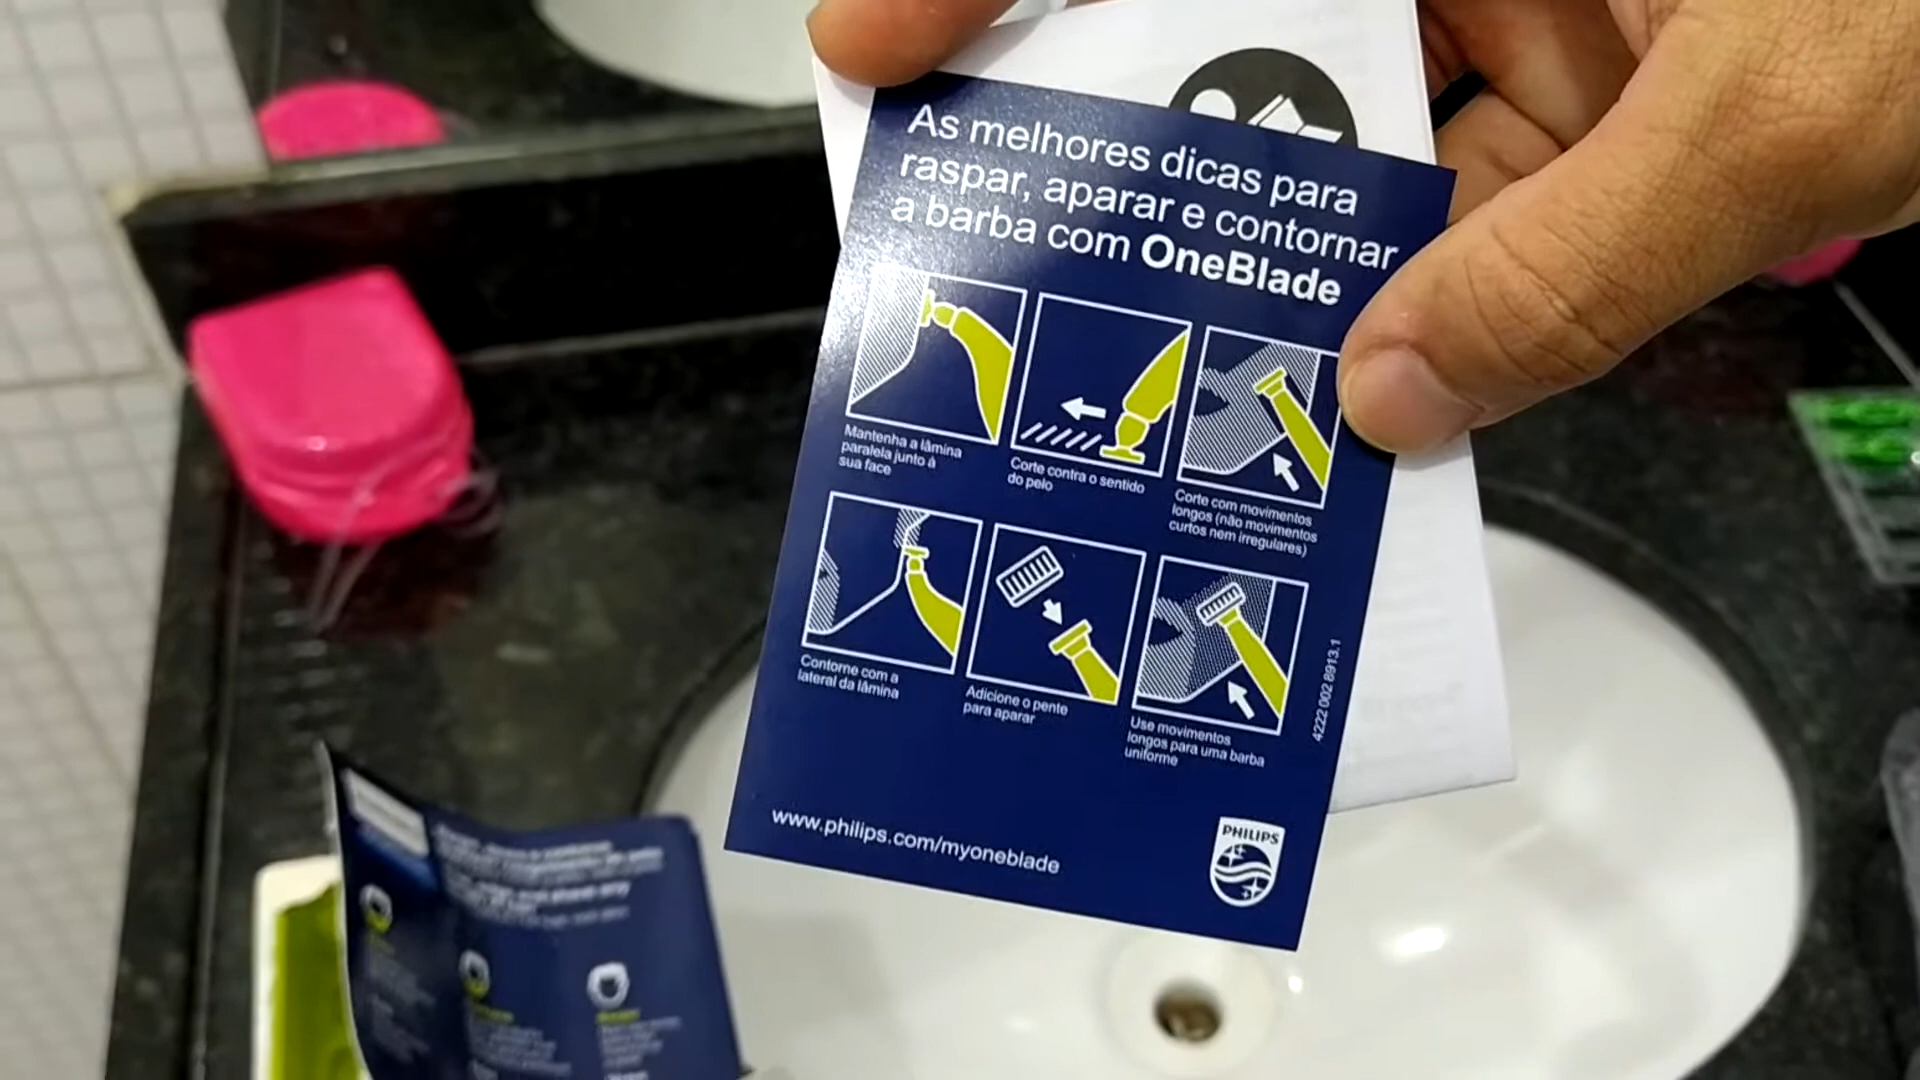 As melhores dicas para
raspar, aparar e contornar
a barba com OneBlade
Mantenha a lâmina
paralela junto à
sua face
Corte contra o sentido
do pelo
Corte com movimentos
longos (não movimentos
curtos nem irregulares)
Contorne com a
lateral da lâmina
Adicione o pente
para aparar
Use movimentos
longos para uma barba
uniforme
4222 002 8913.1
www.philips.com/myoneblade
PHILIPS